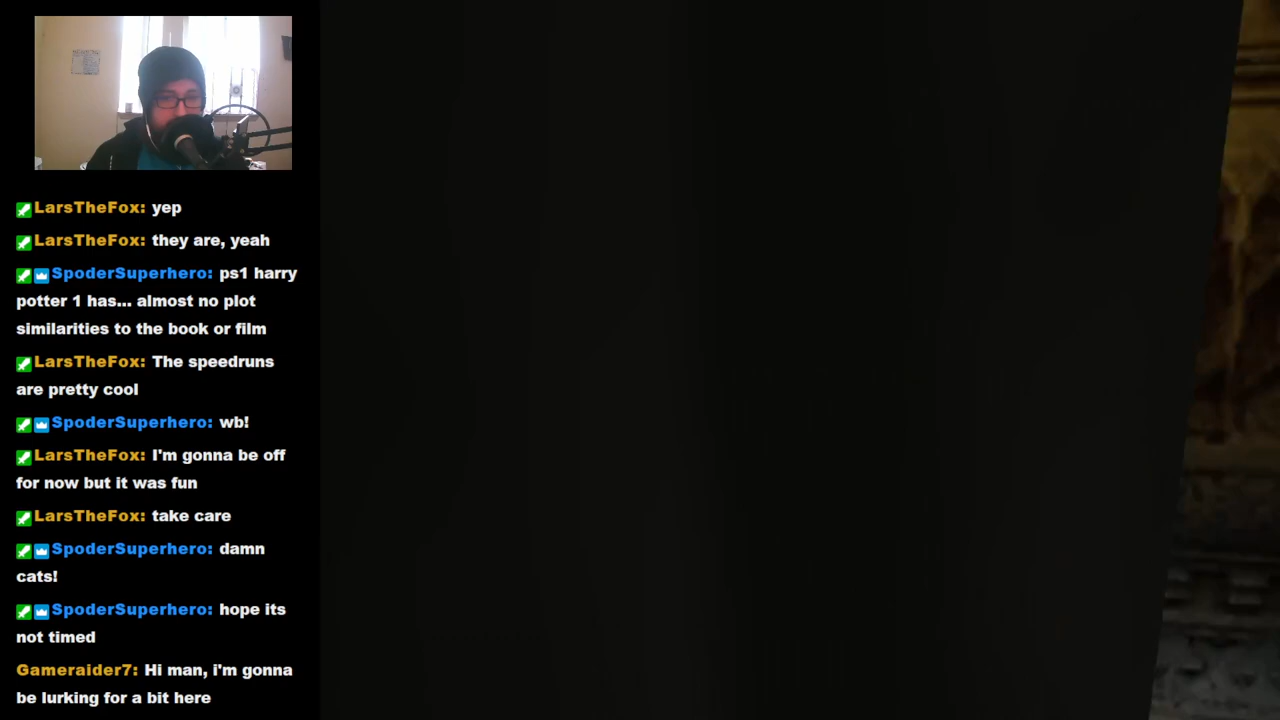 LarsTheFox: yep
LarsTheFox: they are, yeah
SpoderSuperhero: ps1 harry
potter 1 has... almost no plot
similarities to the book or film
LarsTheFox: The speedruns
are pretty cool
SpoderSuperhero: wb!
LarsTheFox: I'm gonna be off
for now but it was fun
LarsTheFox: take care
SpoderSuperhero: damn
cats!
SpoderSuperhero: hope its
not timed
Gameraider7: Hi man, i'm gonna
be lurking for a bit here